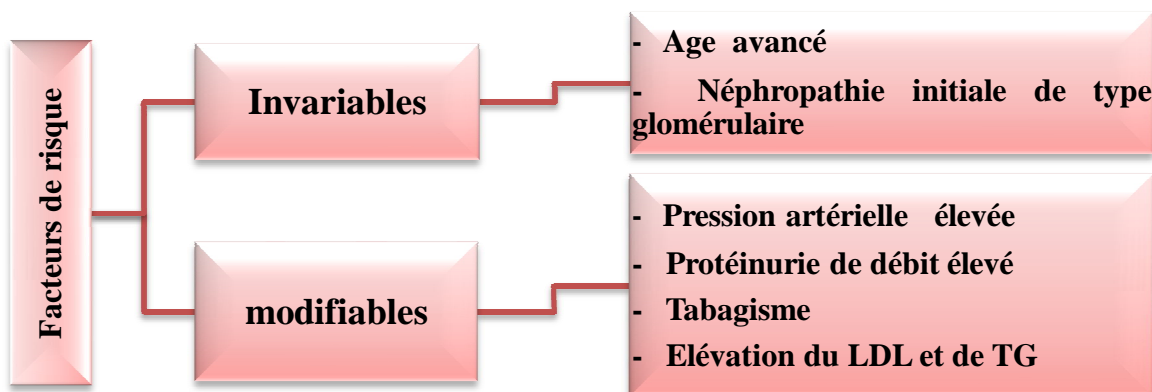 Facteurs de risque
Invariables
- Age avancé
- Néphropathie initiale de type
glomérulaire
modifiables
- Pression artérielle élevée
- Protéinurie de débit élevé
- Tabagisme
- Elévation du LDL et de TG